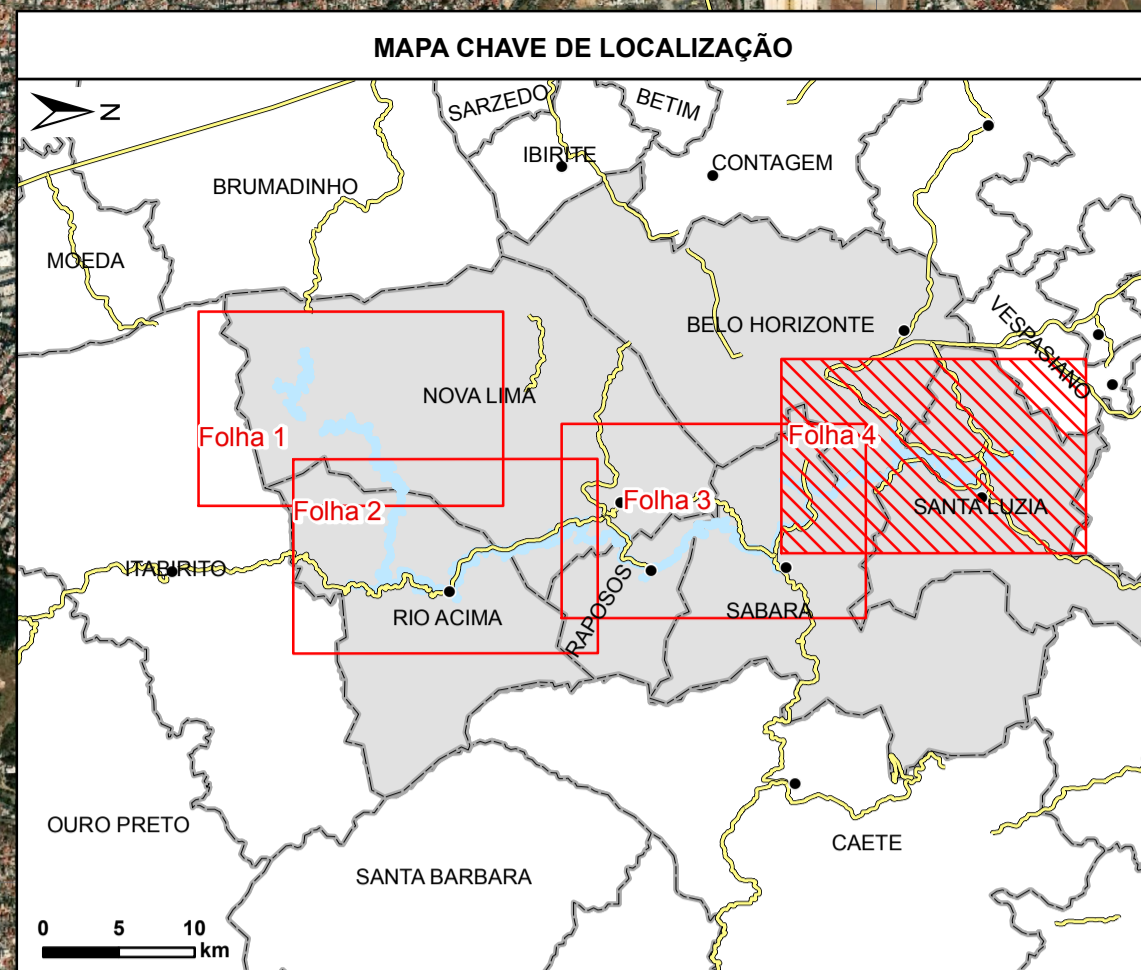 MAPA CHAVE DE LOCALIZAÇÃO
N
SARZEDO
BETIM
IBIRITE
CONTAGEM
BRUMADINHO
MOEDA
VESPASIANO
BELO HORIZONTE
NOVA LIMA
Folha 1
Folha 4
Folha 2
Folha 3
SANTA LUZIA
ITABIRITO
RAPOSOS
RIO ACIMA
SABARA
OURO PRETO
CAETE
SANTA BARBARA
0 5 10
km